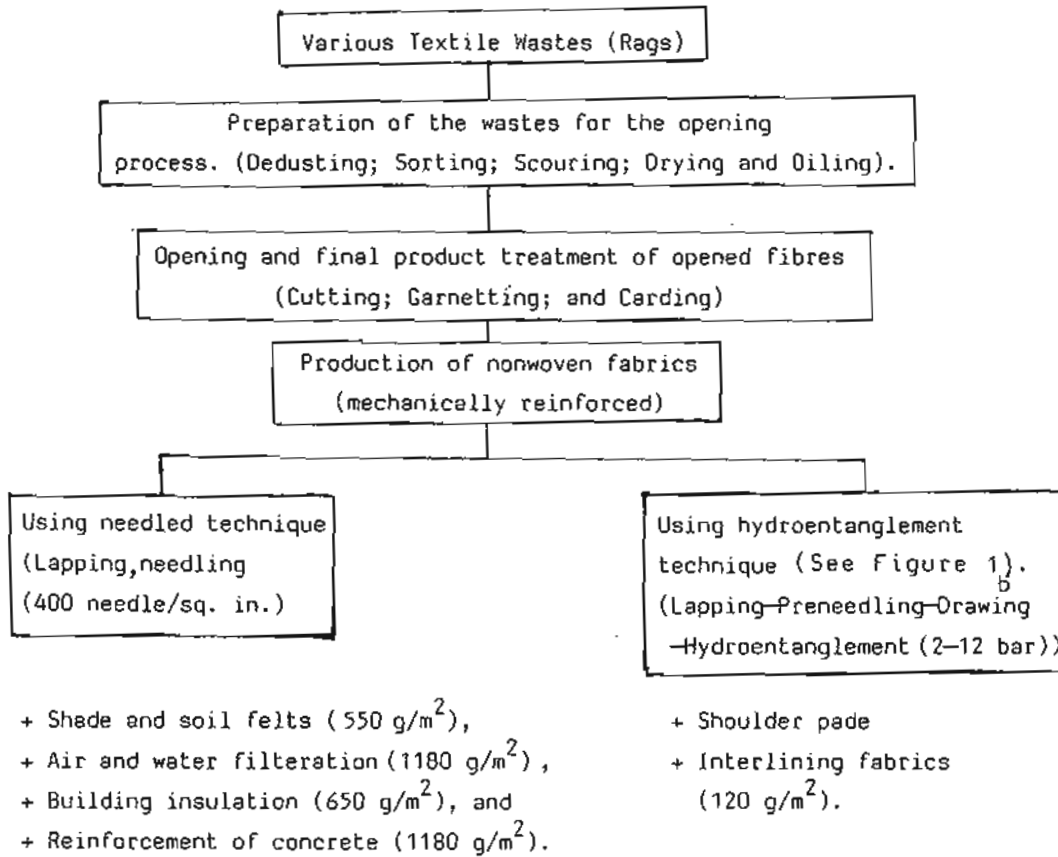 Various Textile Wastes (Rags)
Preparation of the wastes for the opening
process. (Dedusting; Sorting; Scouring; Drying and Oiling).
Opening and final product treatment of opened fibres
(Cutting; Garnetting; and Carding)
Production of nonwoven fabrics
(mechanically reinforced)
Using needled technique
(Lapping,needling
(400 needle/sq. in.)
+ Shade and soil felts (550 g/m²),
+ Air and water filteration (1180 g/m²),
+ Building insulation (650 g/m²), and
+ Reinforcement of concrete (1180 g/m²).
Using hydroentanglement
technique (See Figure 1b).
(Lapping—Preneedling—Drawing
—Hydroentanglement (2–12 bar))
+ Shoulder pade
+ Interlining fabrics
(120 g/m²).